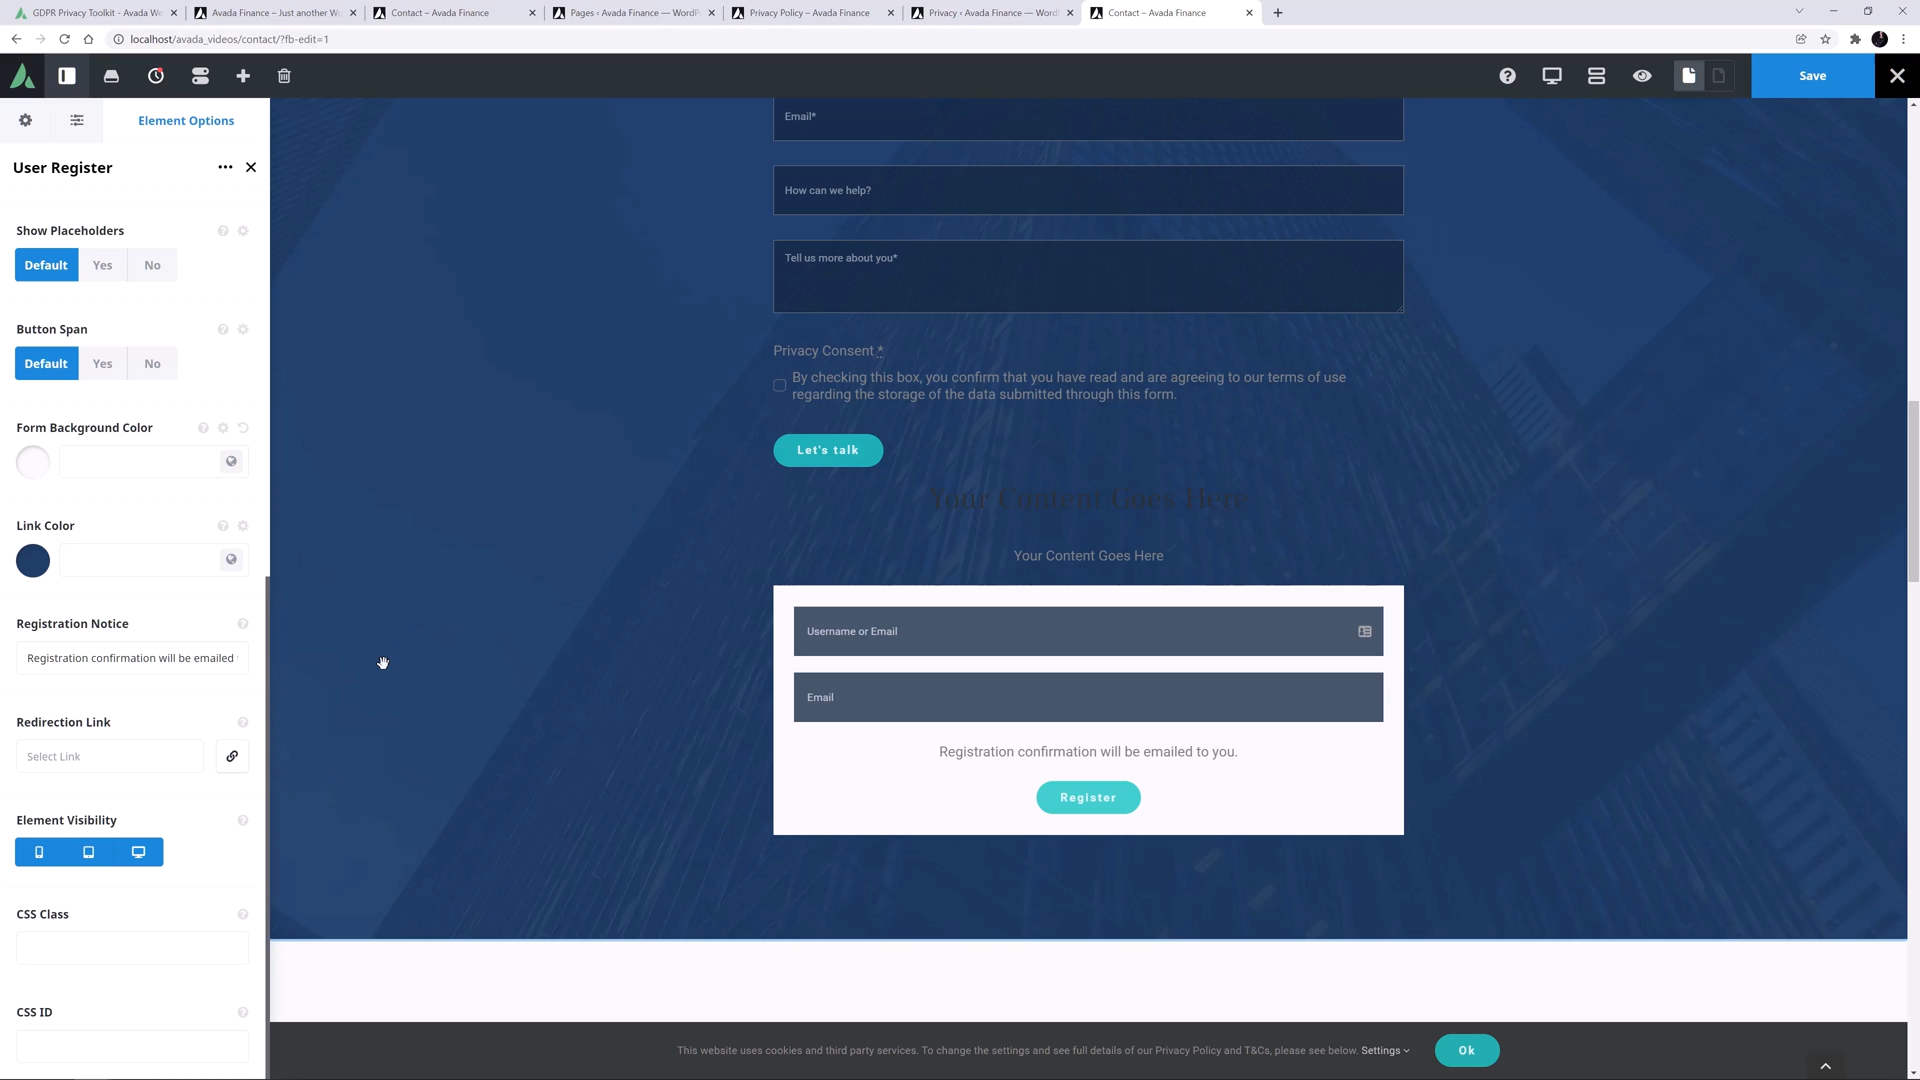 GDPR Privacy Toolkit - Avada We
Avada Finance – Just another Wo
Contact – Avada Finance
Pages ‹ Avada Finance — WordP
Privacy Policy – Avada Finance
Privacy ‹ Avada Finance — Word
Contact – Avada Finance
localhost/avada_videos/contact/?fb-edit=1
Save
Element Options
User Register
Show Placeholders
Default Yes No
Button Span
Default Yes No
Form Background Color
Link Color
Registration Notice
Registration confirmation will be emailed
Redirection Link
Select Link
Element Visibility
CSS Class
CSS ID
Email*
How can we help?
Tell us more about you*
Privacy Consent *
By checking this box, you confirm that you have read and are agreeing to our terms of use
regarding the storage of the data submitted through this form.
Let's talk
Your Content Goes Here
Your Content Goes Here
Username or Email
Email
Registration confirmation will be emailed to you.
Register
This website uses cookies and third party services. To change the settings and see full details of our Privacy Policy and T&Cs, please see below. Settings
Ok